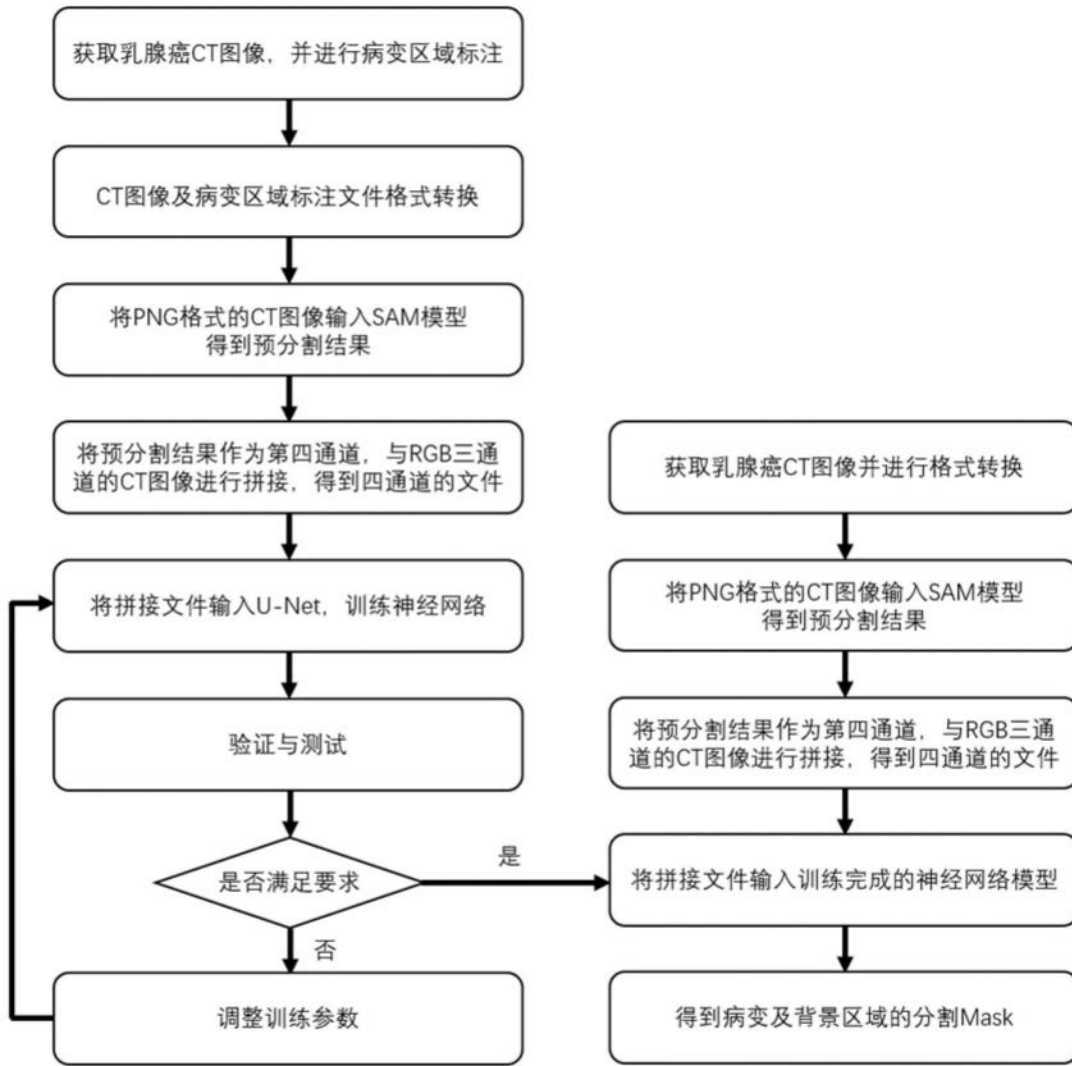 获取乳腺癌CT图像，并进行病变区域标注
CT图像及病变区域标注文件格式转换
将PNG格式的CT图像输入SAM模型
得到预分割结果
将预分割结果作为第四通道，与RGB三通
道的CT图像进行拼接，得到四通道的文件
将拼接文件输入U-Net，训练神经网络
验证与测试
是否满足要求
是
否
调整训练参数
获取乳腺癌CT图像并进行格式转换
将PNG格式的CT图像输入SAM模型
得到预分割结果
将预分割结果作为第四通道，与RGB三通
道的CT图像进行拼接，得到四通道的文件
将拼接文件输入训练完成的神经网络模型
得到病变及背景区域的分割Mask